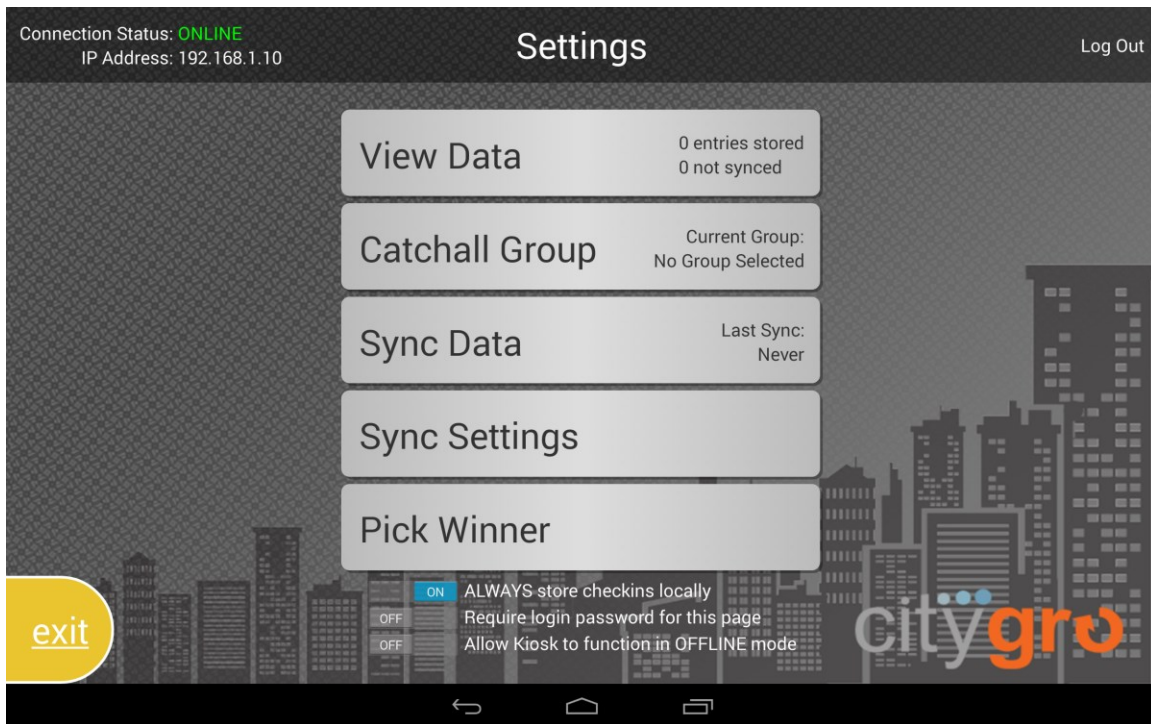 Connection Status: ONLINE
IP Address: 192.168.1.10
Settings
Log Out
View Data
0 entries stored
0 not synced
Catchall Group
Current Group:
No Group Selected
Sync Data
Last Sync:
Never
Sync Settings
Pick Winner
ON ALWAYS store checkins locally
OFF Require login password for this page
OFF Allow Kiosk to function in OFFLINE mode
exit
citygro